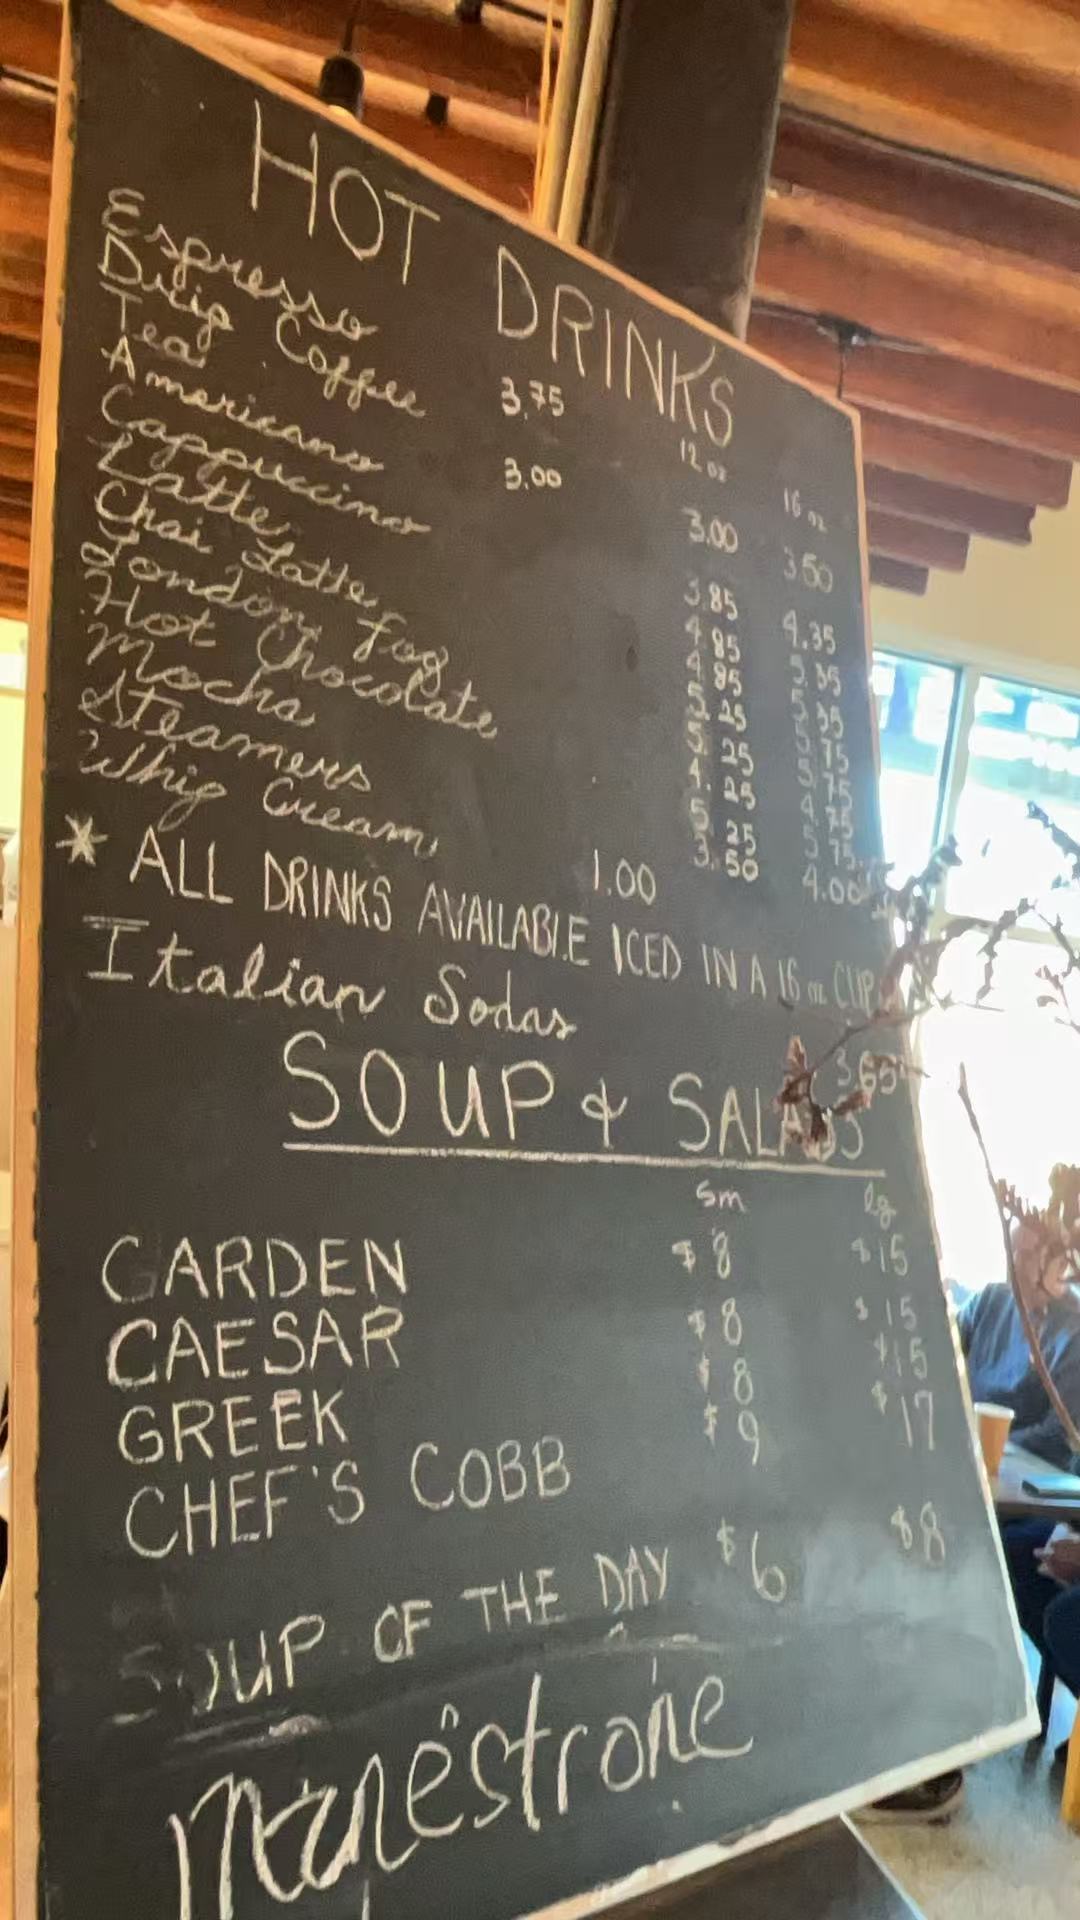 HOT DRINKS
12 oz 16 oz
Espresso 3.75
Drip Coffee 3.00 3.50
Tea 3.00
Americano 3.85 4.35
Cappuccino 4.85 5.35
Latte 4.85 5.35
Chai Latte 5.25 5.75
London Fog 5.25 5.75
Hot Chocolate 4.25 4.75
Mocha 5.25 5.75
Steamers 3.50 4.00
Whip Cream 1.00
* ALL DRINKS AVAILABLE ICED IN A 16 oz CUP
Italian Sodas 3.65
SOUP & SALADS
sm lg
GARDEN $8 $15
CAESAR $8 $15
GREEK $8 $15
CHEF'S COBB $9 $17
SOUP OF THE DAY $6 $8
Minestrone